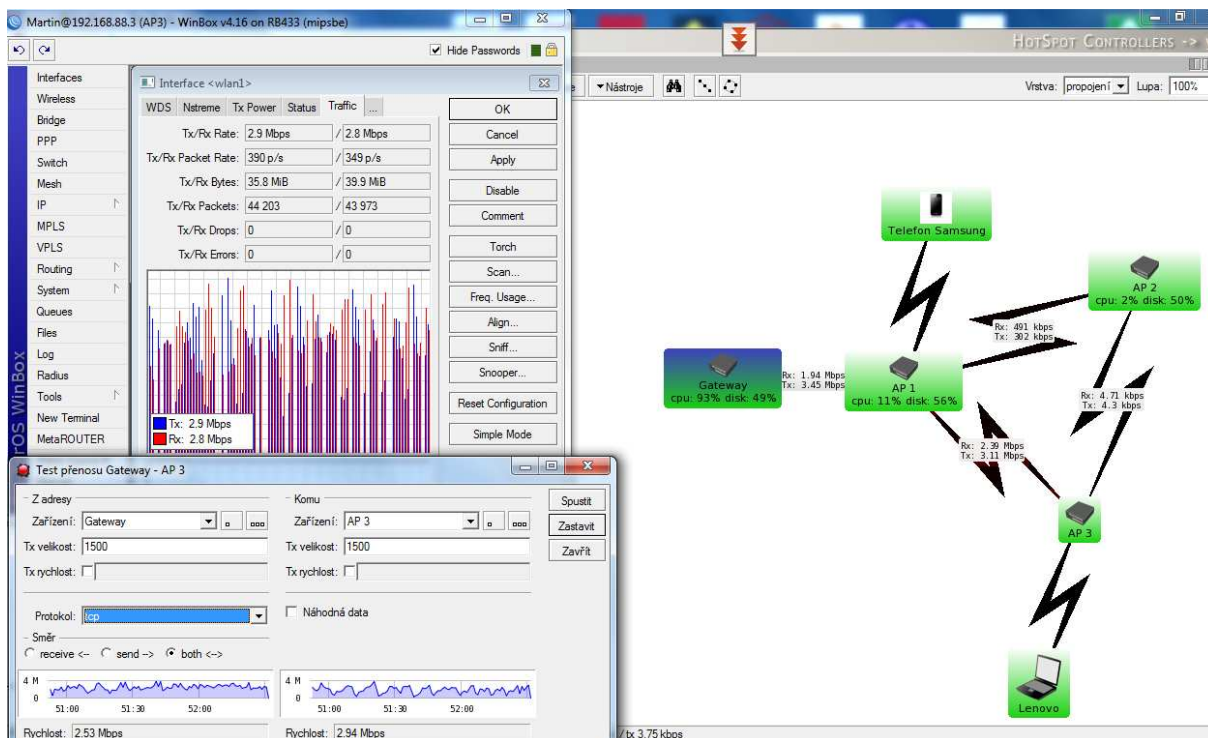 Martin@192.168.88.3 (AP3) - WinBox v4.16 on RB433 (mipsbe)
Hide Passwords
Interfaces
Wireless
Bridge
PPP
Switch
Mesh
IP
MPLS
VPLS
Routing
System
Queues
Files
Log
Radius
Tools
New Terminal
MetaROUTER
rOS WinBox
Interface <wlan1>
WDS Nstreme Tx Power Status Traffic ...
Tx/Rx Rate: 2.9 Mbps / 2.8 Mbps
Tx/Rx Packet Rate: 390 p/s / 349 p/s
Tx/Rx Bytes: 35.8 MiB / 39.9 MiB
Tx/Rx Packets: 44 203 / 43 973
Tx/Rx Drops: 0 / 0
Tx/Rx Errors: 0 / 0
Tx: 2.9 Mbps
Rx: 2.8 Mbps
OK
Cancel
Apply
Disable
Comment
Torch
Scan...
Freq. Usage...
Align...
Sniff...
Snooper...
Reset Configuration
Simple Mode
HotSpot Controllers ->
Nástroje
Vrstva: propojení Lupa: 100%
Telefon Samsung
AP 2
cpu: 2% disk: 50%
Rx: 491 kbps
Tx: 302 kbps
Gateway
cpu: 93% disk: 49%
Rx: 1.94 Mbps
Tx: 3.45 Mbps
AP 1
cpu: 11% disk: 56%
Rx: 4.71 kbps
Tx: 4.3 kbps
Rx: 2.39 Mbps
Tx: 3.11 Mbps
AP 3
Lenovo
/ tx 3.75 kbps
Test přenosu Gateway - AP 3
Z adresy
Zařízení: Gateway
Tx velikost: 1500
Tx rychlost:
Komu
Zařízení: AP 3
Tx velikost: 1500
Tx rychlost:
Spustit
Zastavit
Zavřít
Protokol: tcp
Náhodná data
Směr
receive <-- send --> both <-->
4 M
0
51:00 51:30 52:00
4 M
0
51:00 51:30 52:00
Rychlost: 2.53 Mbps
Rychlost: 2.94 Mbps